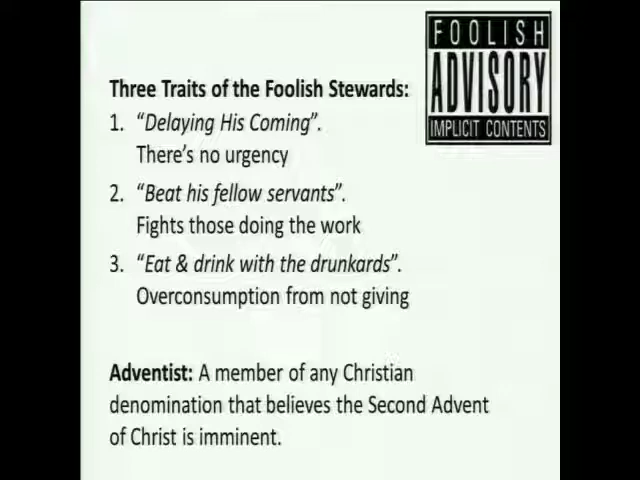 FOOLISH
ADVISORY
IMPLICIT CONTENTS
Three Traits of the Foolish Stewards:
1. “Delaying His Coming”.
There’s no urgency
2. “Beat his fellow servants”.
Fights those doing the work
3. “Eat & drink with the drunkards”.
Overconsumption from not giving
Adventist: A member of any Christian
denomination that believes the Second Advent
of Christ is imminent.